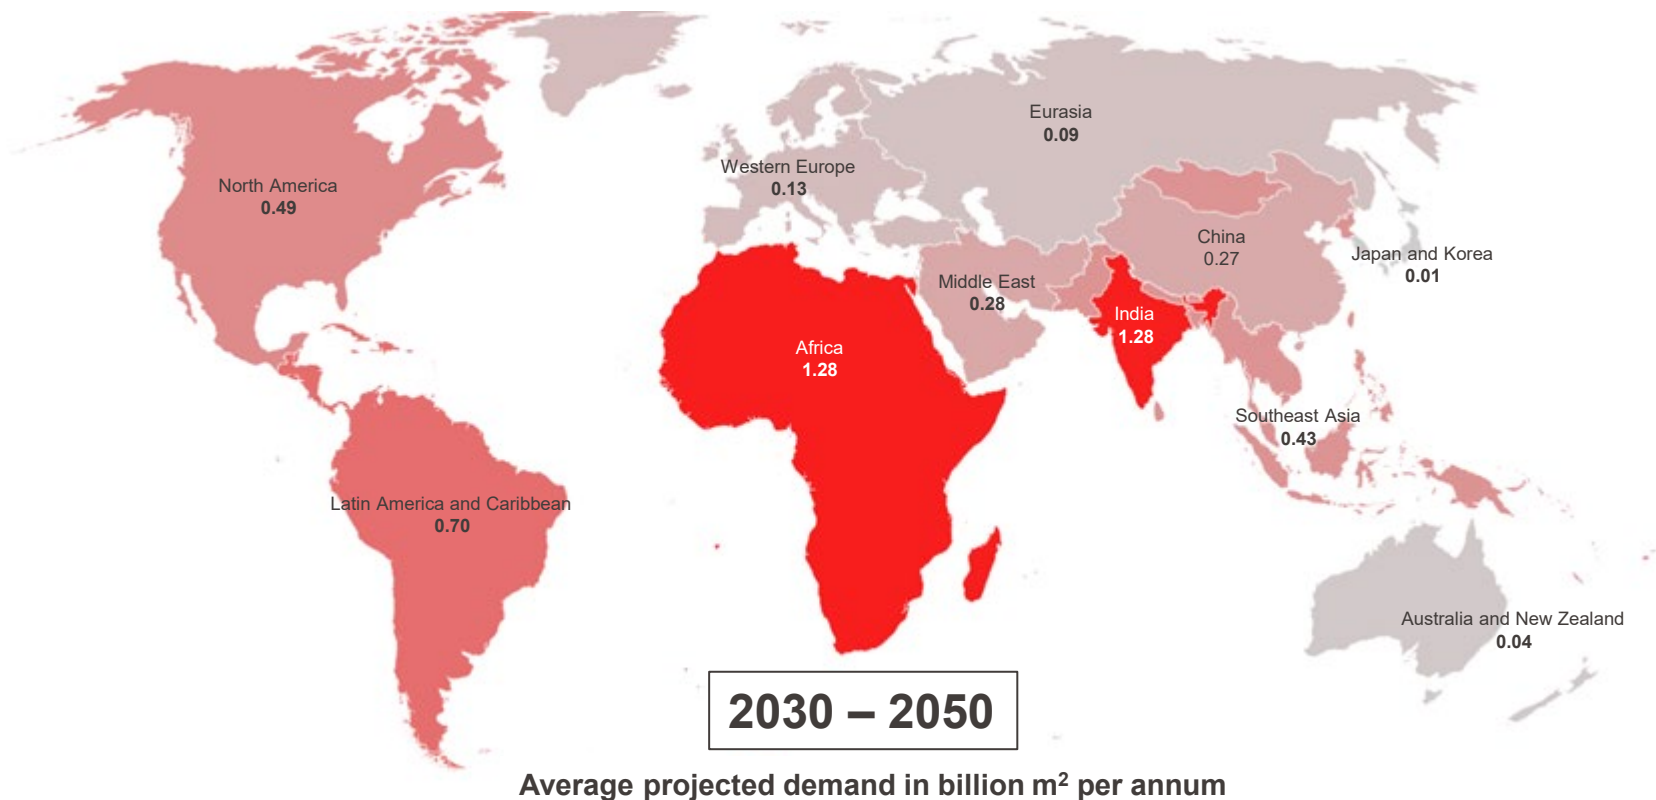 Eurasia
0.09
Western Europe
0.13
North America
0.49
China
0.27
Japan and Korea
0.01
Middle East
0.28
India
1.28
Africa
1.28
Southeast Asia
0.43
Latin America and Caribbean
0.70
Australia and New Zealand
0.04
2030 – 2050
Average projected demand in billion m² per annum